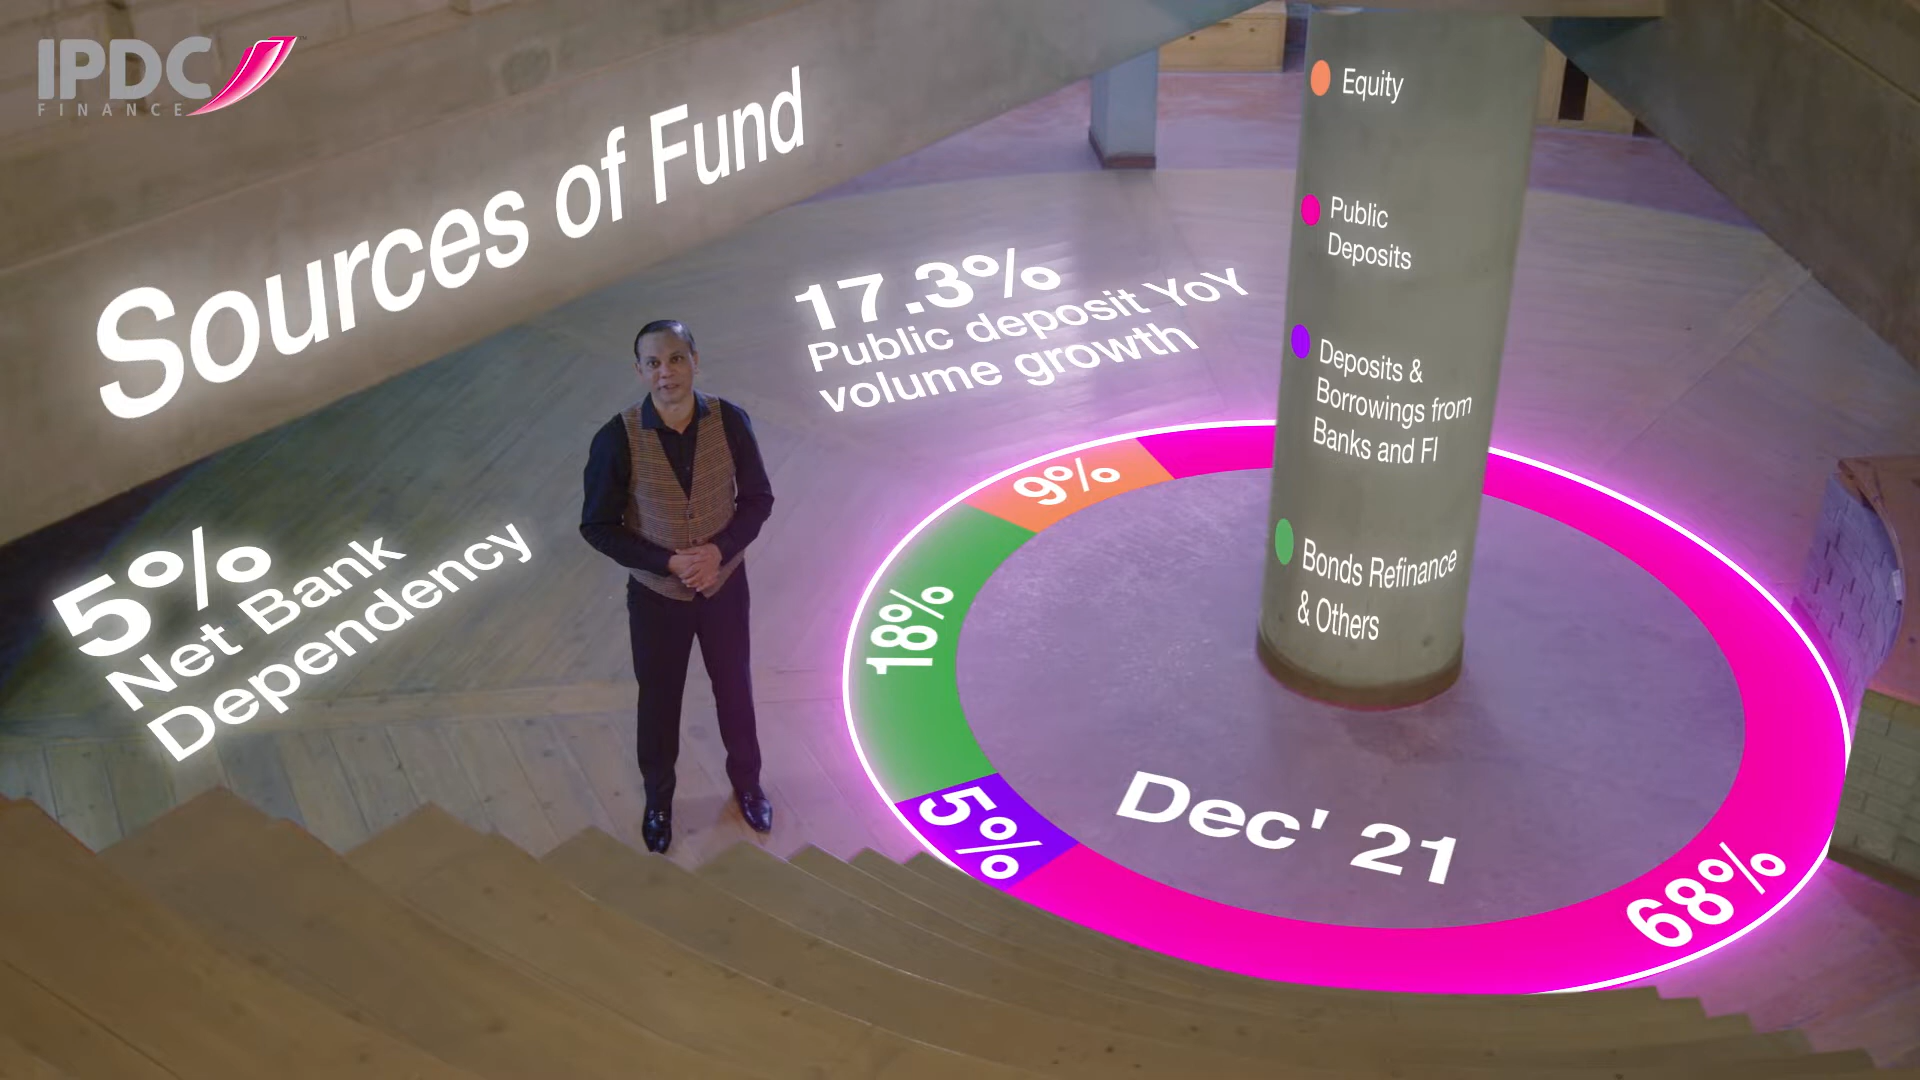 IPDC
FINANCE
Sources of Fund
17.3%
Public deposit YoY
volume growth
5%
Net Bank
Dependency
Equity
Public
Deposits
Deposits &
Borrowings from
Banks and FI
Bonds Refinance
& Others
9%
18%
5%
68%
Dec' 21